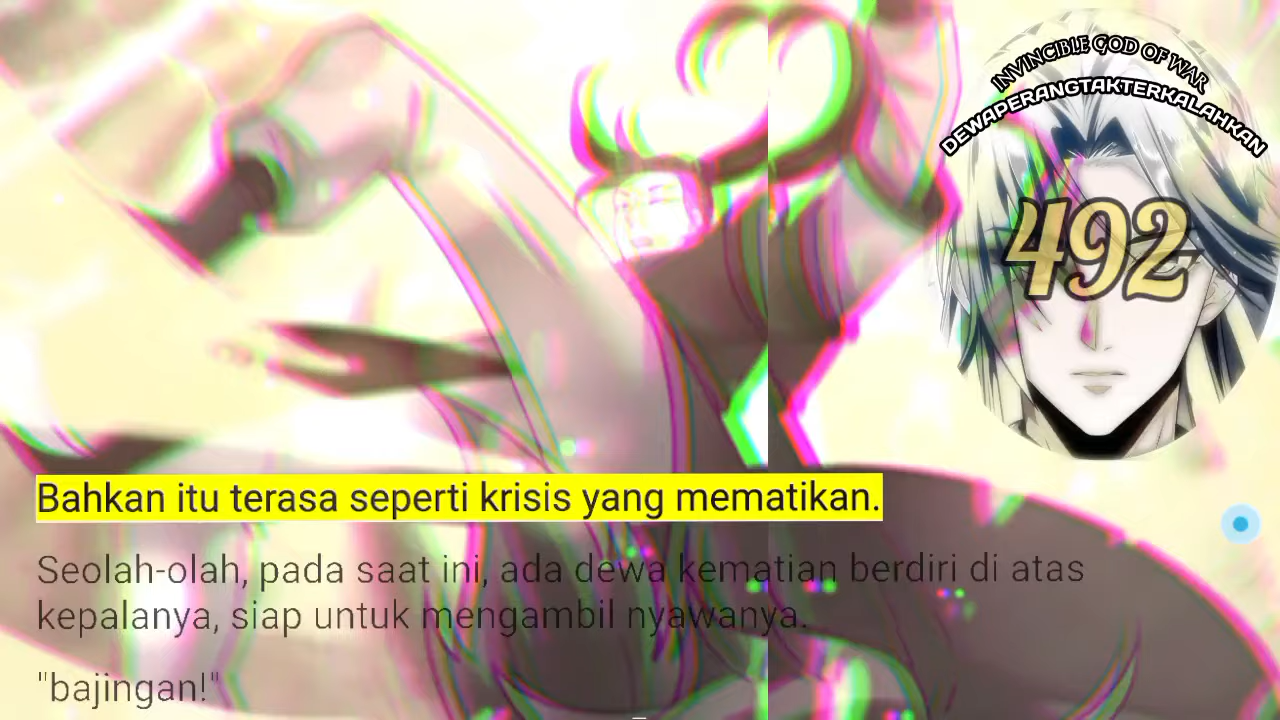 INVINCIBLE GOD OF WAR
DEWAPERANGTAKTERKALAHKAN
492
Bahkan itu terasa seperti krisis yang mematikan.
Seolah-olah, pada saat ini, ada dewa kematian berdiri di atas
kepalanya, siap untuk mengambil nyawanya.
"bajingan!"